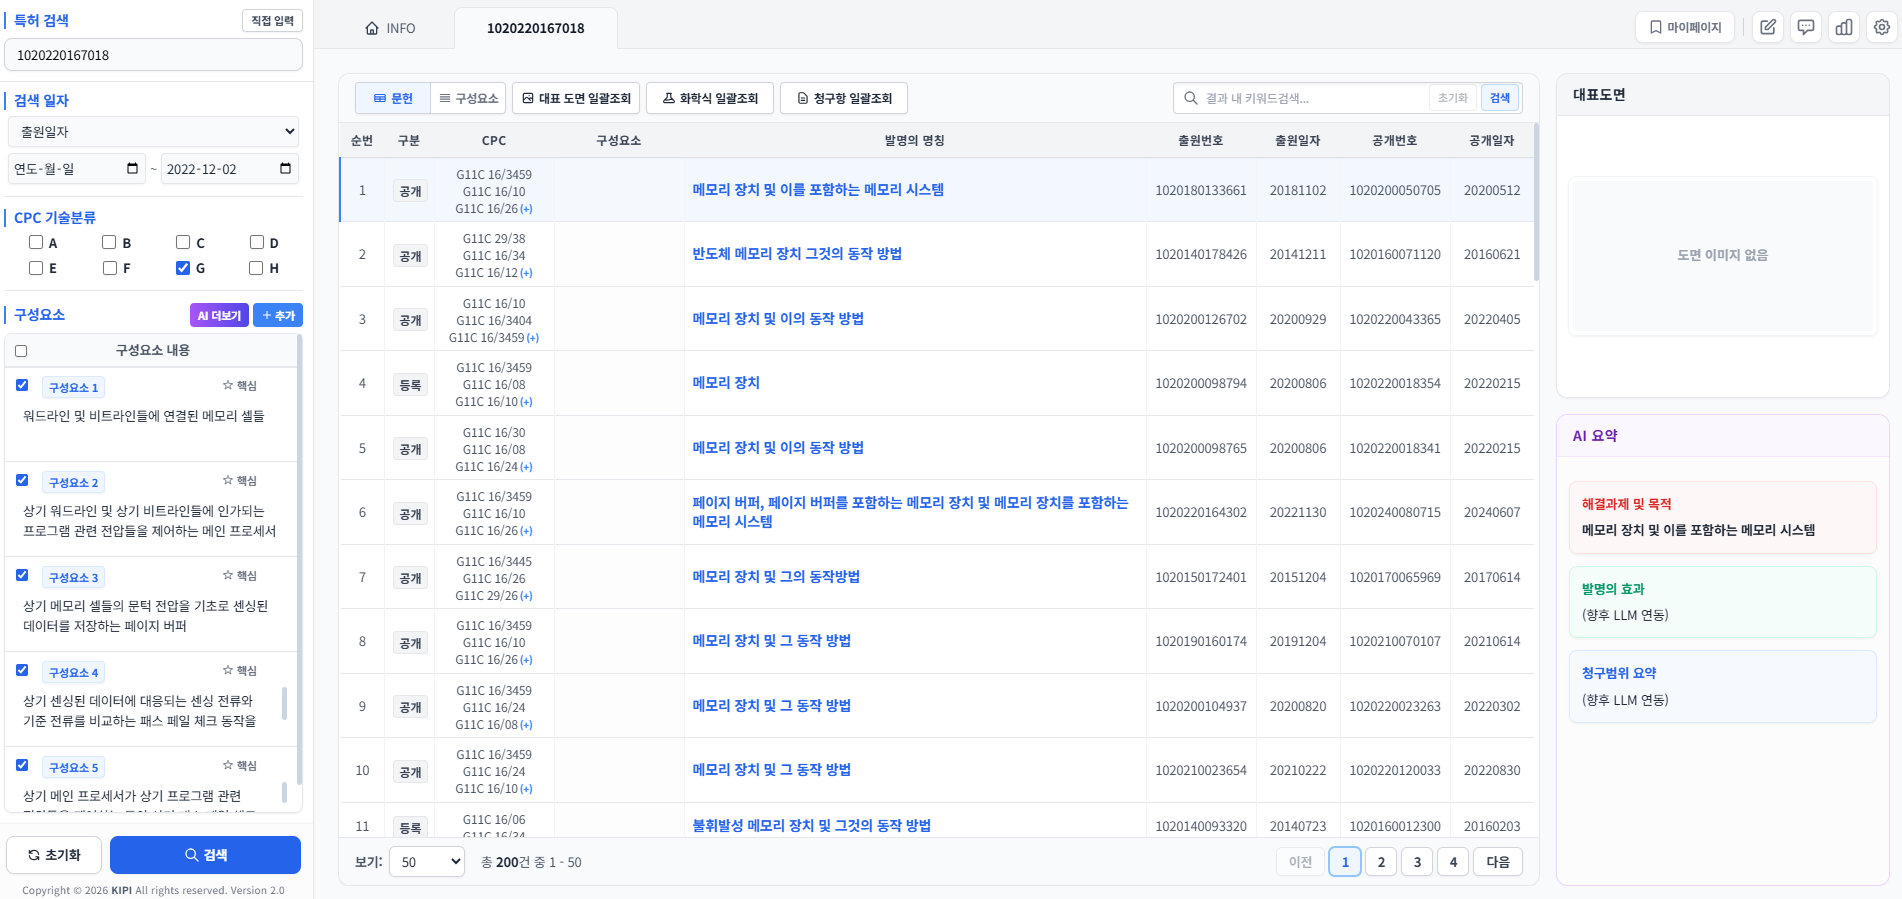 특허 검색
직접 입력
1020220167018
검색 일자
출원일자
연도-월-일 ~ 2022-12-02
CPC 기술분류
A B C D
E F G H
구성요소
AI 더보기
+ 추가
구성요소 내용
구성요소 1 ☆ 핵심
워드라인 및 비트라인들에 연결된 메모리 셀들
구성요소 2 ☆ 핵심
상기 워드라인 및 상기 비트라인들에 인가되는
프로그램 관련 전압들을 제어하는 메인 프로세서
구성요소 3 ☆ 핵심
상기 메모리 셀들의 문턱 전압을 기초로 센싱된
데이터를 저장하는 페이지 버퍼
구성요소 4 ☆ 핵심
상기 센싱된 데이터에 대응되는 센싱 전류와
기준 전류를 비교하는 패스 페일 체크 동작을
구성요소 5 ☆ 핵심
상기 메인 프로세서가 상기 프로그램 관련
초기화
검색
Copyright © 2026 KIPI All rights reserved. Version 2.0
INFO
1020220167018
마이페이지
문헌
구성요소
대표 도면 일괄조회
화학식 일괄조회
청구항 일괄조회
결과 내 키워드검색...
초기화
검색
순번 구분 CPC 구성요소 발명의 명칭 출원번호 출원일자 공개번호 공개일자
G11C 16/3459
1 공개 G11C 16/10 메모리 장치 및 이를 포함하는 메모리 시스템 1020180133661 20181102 1020200050705 20200512
G11C 16/26 (+)
G11C 29/38
2 공개 G11C 16/34 반도체 메모리 장치 그것의 동작 방법 1020140178426 20141211 1020160071120 20160621
G11C 16/12 (+)
G11C 16/10
3 공개 G11C 16/3404 메모리 장치 및 이의 동작 방법 1020200126702 20200929 1020220043365 20220405
G11C 16/3459 (+)
G11C 16/3459
4 등록 G11C 16/08 메모리 장치 1020200098794 20200806 1020220018354 20220215
G11C 16/10 (+)
G11C 16/30
5 공개 G11C 16/08 메모리 장치 및 이의 동작 방법 1020200098765 20200806 1020220018341 20220215
G11C 16/24 (+)
G11C 16/3459 페이지 버퍼, 페이지 버퍼를 포함하는 메모리 장치 및 메모리 장치를 포함하는
6 공개 G11C 16/10 메모리 시스템 1020220164302 20221130 1020240080715 20240607
G11C 16/26 (+)
G11C 16/3445
7 공개 G11C 16/26 메모리 장치 및 그의 동작방법 1020150172401 20151204 1020170065969 20170614
G11C 29/26 (+)
G11C 16/3459
8 공개 G11C 16/10 메모리 장치 및 그 동작 방법 1020190160174 20191204 1020210070107 20210614
G11C 16/26 (+)
G11C 16/3459
9 공개 G11C 16/24 메모리 장치 및 그 동작 방법 1020200104937 20200820 1020220023263 20220302
G11C 16/08 (+)
G11C 16/3459
10 공개 G11C 16/24 메모리 장치 및 그 동작 방법 1020210023654 20210222 1020220120033 20220830
G11C 16/10 (+)
G11C 16/06
11 등록 G11C 16/34 불휘발성 메모리 장치 및 그것의 동작 방법 1020140093320 20140723 1020160012300 20160203
보기: 50 총 200건 중 1 - 50
이전 1 2 3 4 다음
대표도면
도면 이미지 없음
AI 요약
해결과제 및 목적
메모리 장치 및 이를 포함하는 메모리 시스템
발명의 효과
(향후 LLM 연동)
청구범위 요약
(향후 LLM 연동)